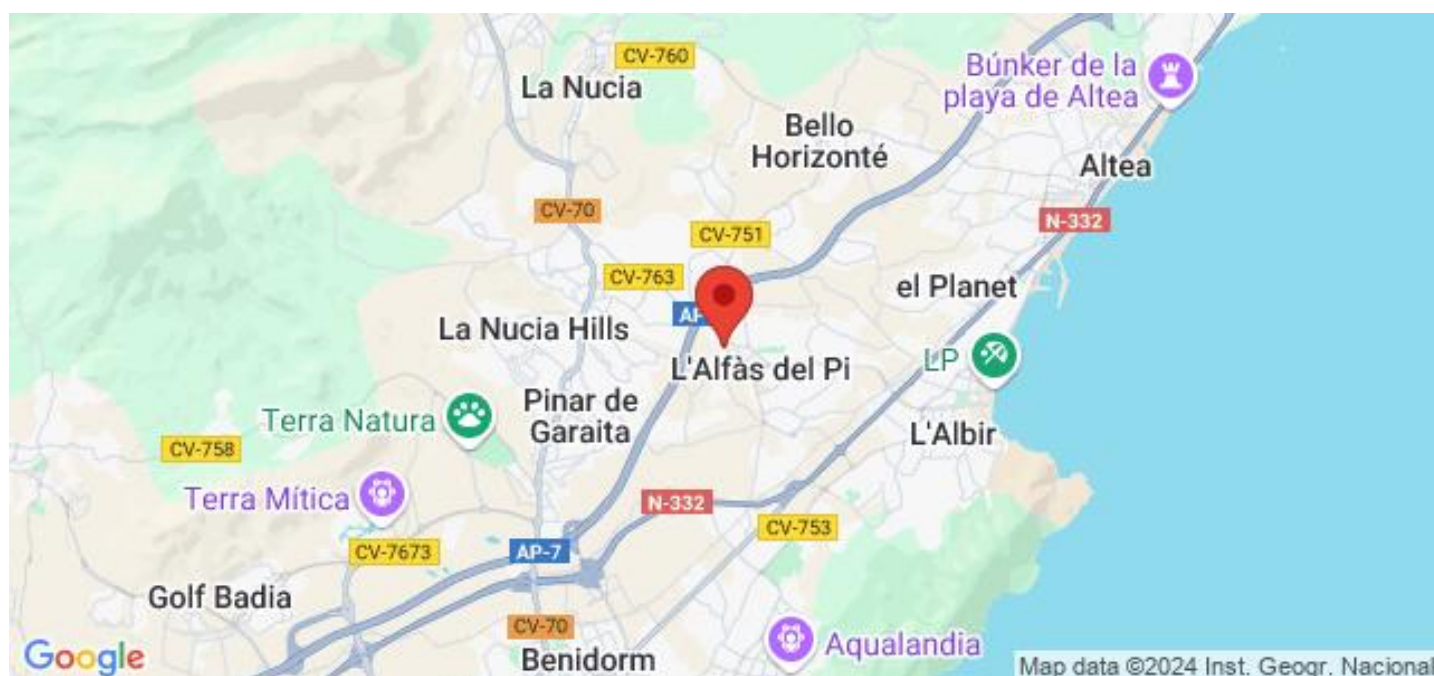 CV-760
La Nucia
Búnker de la
playa de Altea
Bello
Horizonté
Altea
CV-70
N-332
CV-751
CV-763
el Planet
La Nucia Hills
L'Alfàs del Pi
LP
Pinar de
Garaita
Terra Natura
L'Albir
CV-758
Terra Mítica
N-332
CV-753
CV-7673
AP-7
Golf Badia
CV-70
Benidorm
Aqualandia
Google
Map data ©2024 Inst. Geogr. Nacional